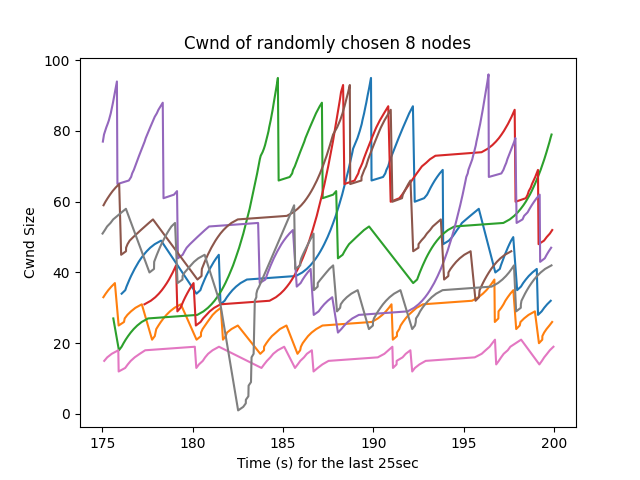 Cwnd of randomly chosen 8 nodes
100
80
60
40
20
0
Cwnd Size
175 180 185 190 195 200
Time (s) for the last 25sec